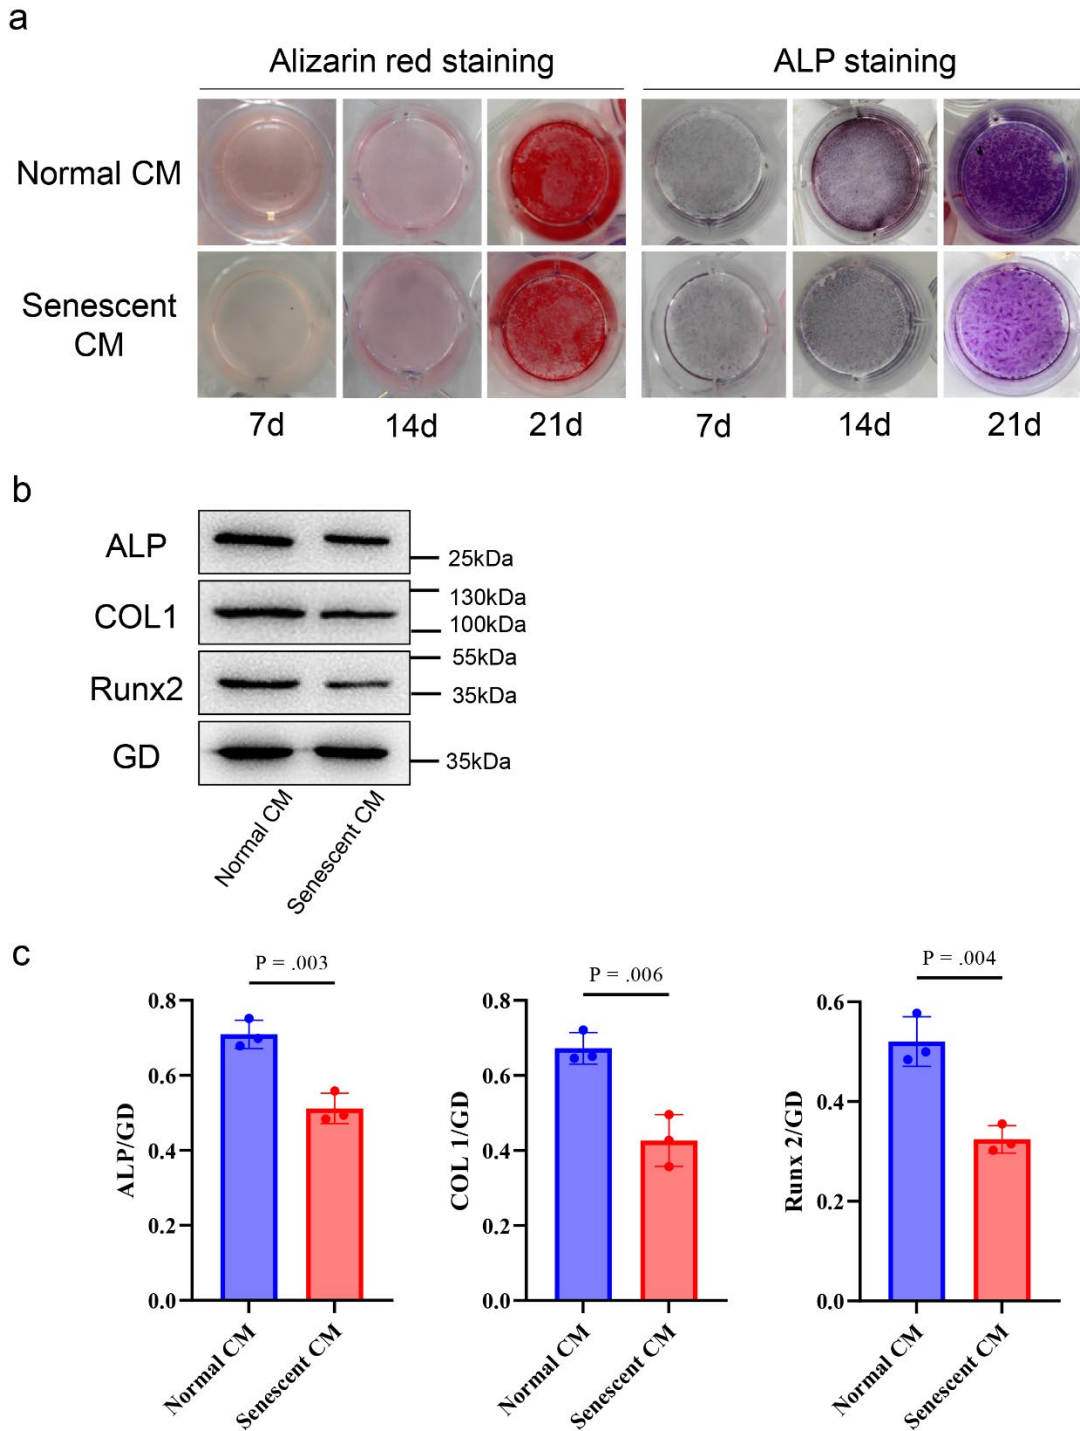 a
Alizarin red staining
ALP staining
Normal CM
Senescent
CM
7d
14d
21d
7d
14d
21d
b
ALP
25kDa
COL1
130kDa
100kDa
Runx2
55kDa
35kDa
GD
35kDa
Normal CM
Senescent CM
c
P = .003
ALP/GD
0.8
0.6
0.4
0.2
0.0
Normal CM
Senescent CM
P = .006
COL 1/GD
0.8
0.6
0.4
0.2
0.0
Normal CM
Senescent CM
P = .004
Runx 2/GD
0.6
0.4
0.2
0.0
Normal CM
Senescent CM